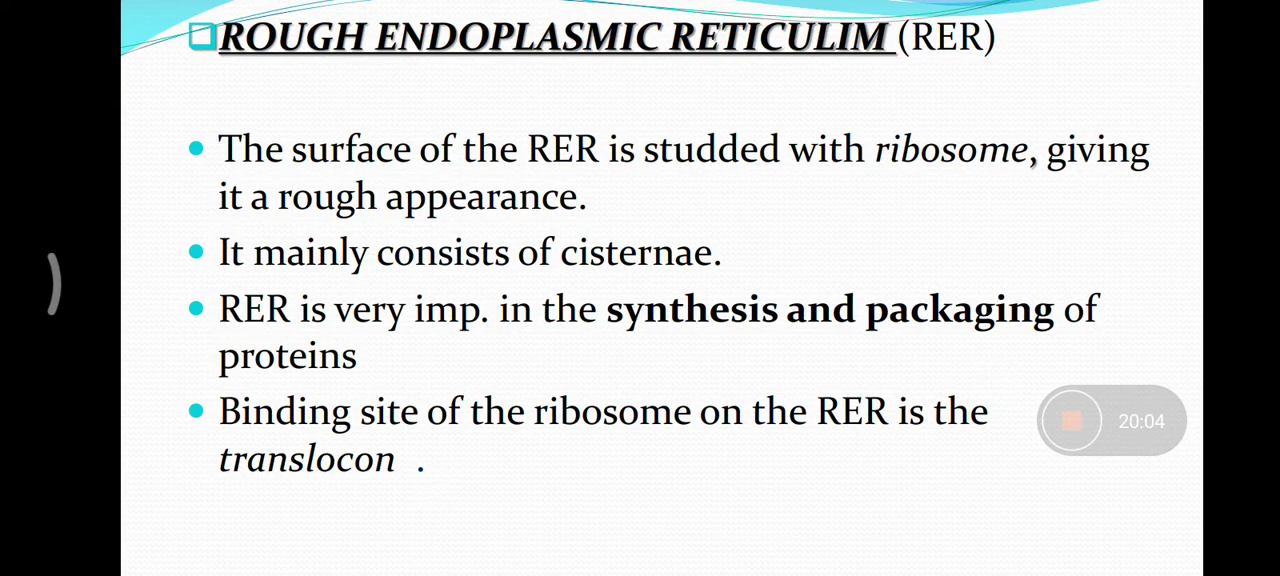 ROUGH ENDOPLASMIC RETICULIM (RER)
The surface of the RER is studded with ribosome, giving
it a rough appearance.
It mainly consists of cisternae.
RER is very imp. in the synthesis and packaging of
proteins
Binding site of the ribosome on the RER is the
translocon .
20:04